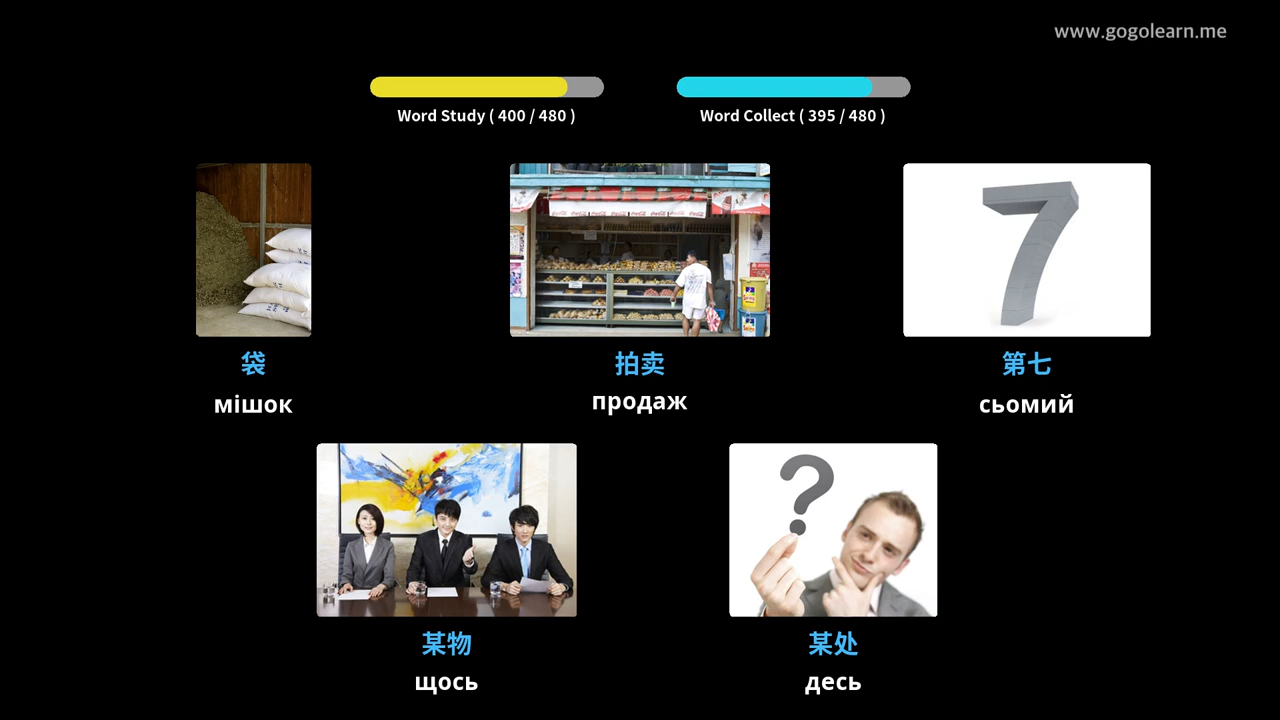 www.gogolearn.me
Word Study ( 400 / 480 )
Word Collect ( 395 / 480 )
袋
拍卖
第七
мішок
продаж
сьомий
某物
某处
щось
десь